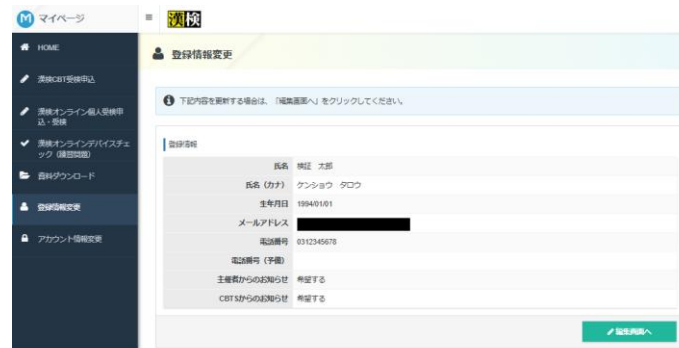 M マイページ
漢検
HOME
漢検CBT受検申込
漢検オンライン個人受検申
込・受検
漢検オンラインデバイスチェ
ック（練習問題）
資料ダウンロード
登録情報変更
アカウント情報変更
登録情報変更
下記内容を更新する場合は、「編集画面へ」をクリックしてください。
登録情報
氏名 検証 太郎
氏名（カナ） ケンショウ タロウ
生年月日 1994/01/01
メールアドレス
電話番号 0312345678
電話番号（予備）
主催者からのお知らせ 希望する
CBTSからのお知らせ 希望する
編集画面へ